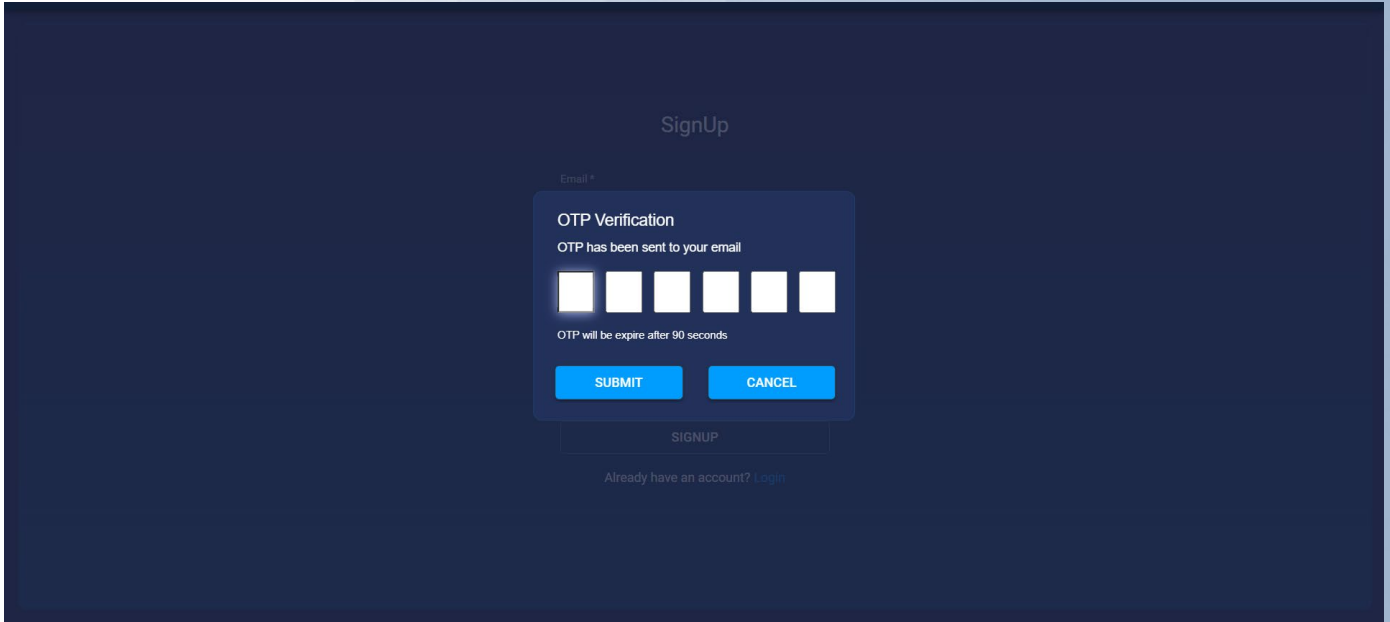 SignUp
Email *
OTP Verification
OTP has been sent to your email
OTP will be expire after 90 seconds
SUBMIT CANCEL
SIGNUP
Already have an account? Login